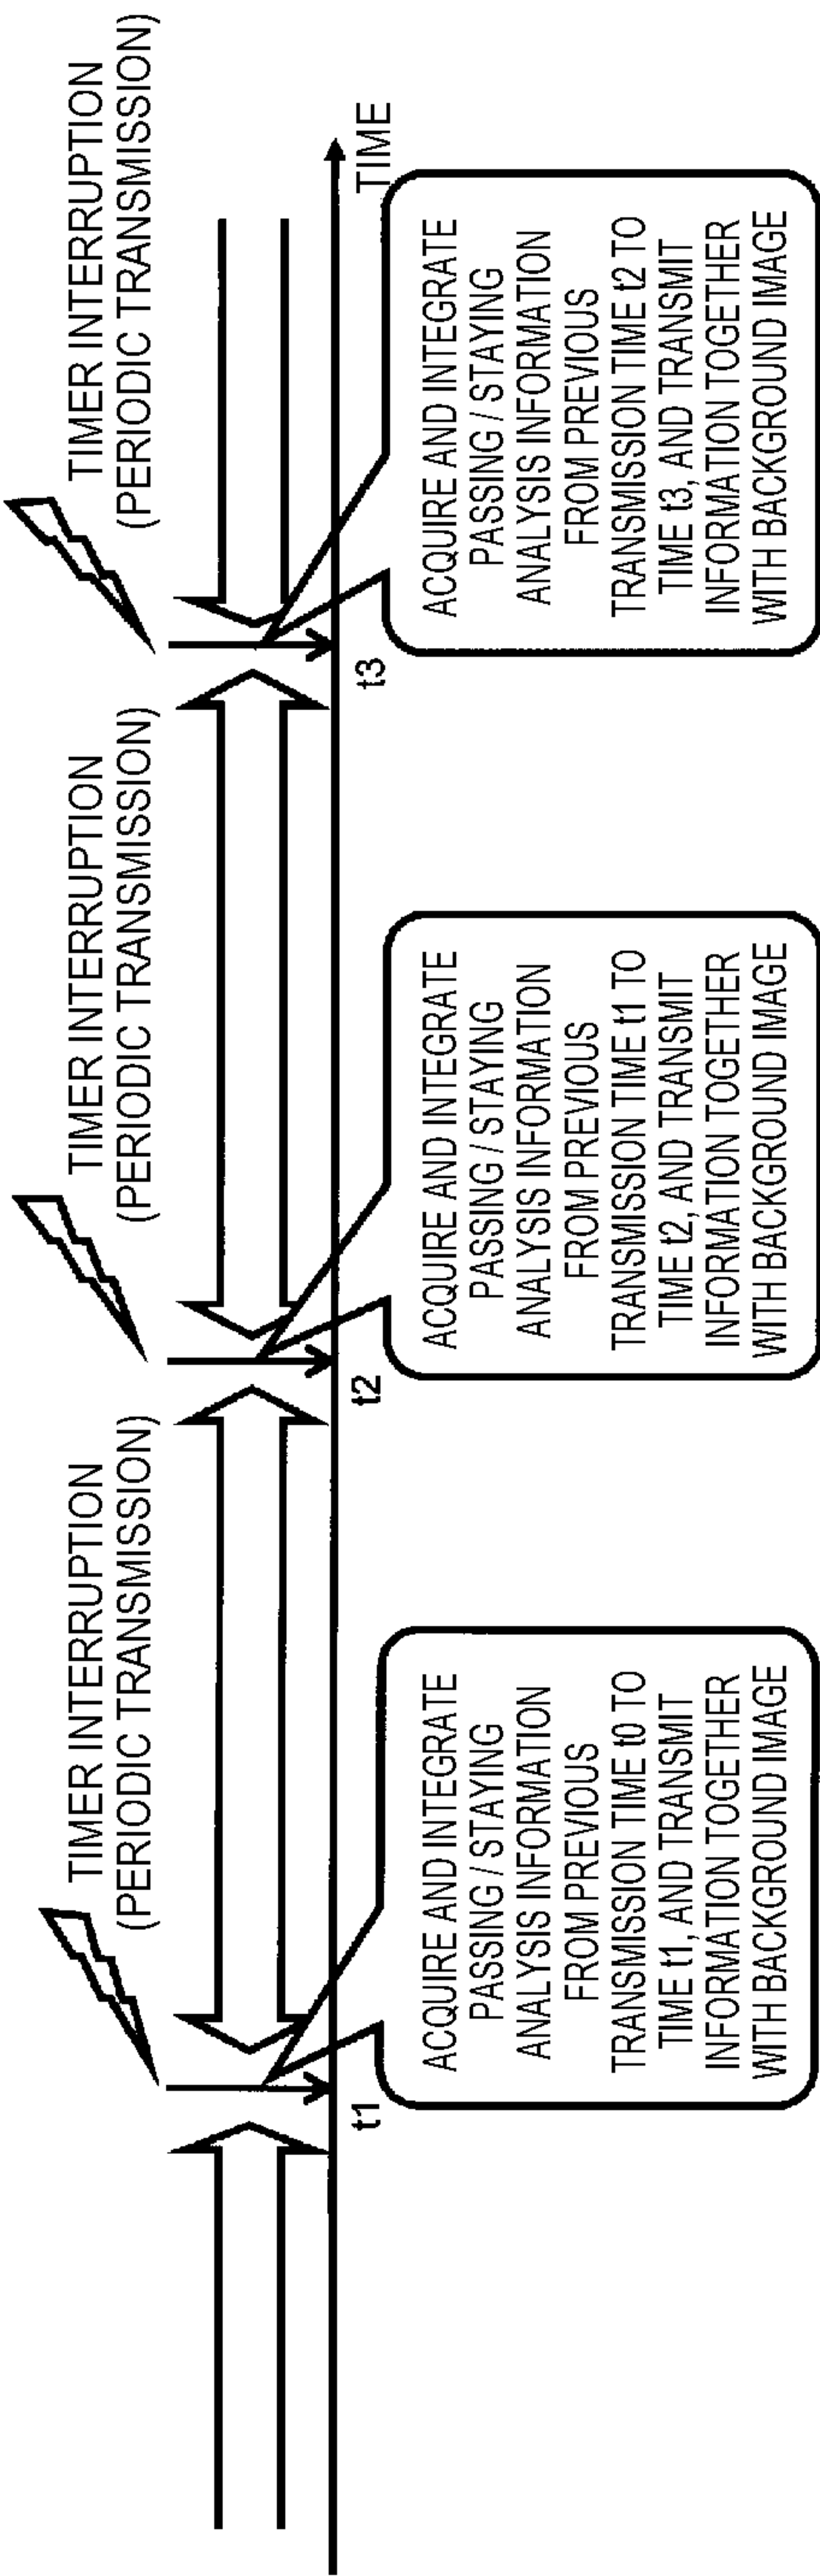 TIMER INTERRUPTION
(PERIODIC TRANSMISSION)
TIMER INTERRUPTION
(PERIODIC TRANSMISSION)
TIMER INTERRUPTION
(PERIODIC TRANSMISSION)
t1
t2
t3
TIME
ACQUIRE AND INTEGRATE
PASSING / STAYING
ANALYSIS INFORMATION
FROM PREVIOUS
TRANSMISSION TIME t0 TO
TIME t1, AND TRANSMIT
INFORMATION TOGETHER
WITH BACKGROUND IMAGE
ACQUIRE AND INTEGRATE
PASSING / STAYING
ANALYSIS INFORMATION
FROM PREVIOUS
TRANSMISSION TIME t1 TO
TIME t2, AND TRANSMIT
INFORMATION TOGETHER
WITH BACKGROUND IMAGE
ACQUIRE AND INTEGRATE
PASSING / STAYING
ANALYSIS INFORMATION
FROM PREVIOUS
TRANSMISSION TIME t2 TO
TIME t3, AND TRANSMIT
INFORMATION TOGETHER
WITH BACKGROUND IMAGE